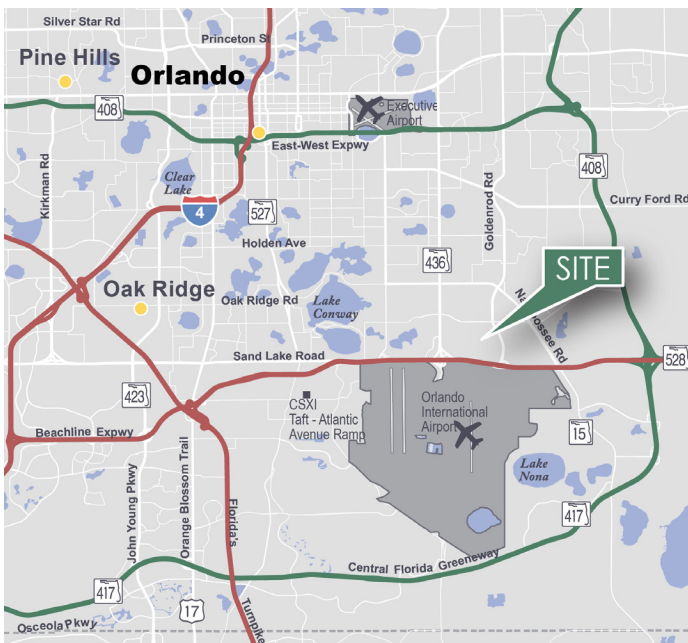 Silver Star Rd
Princeton St
Pine Hills
Orlando
408
Executive
Airport
East-West Expwy
Kirkman Rd
Clear
Lake
4
527
Holden Ave
436
Goldenrod Rd
408
Curry Ford Rd
SITE
Oak Ridge
Oak Ridge Rd
Lake
Conway
Sand Lake Road
528
423
CSXI
Taft - Atlantic
Avenue Ramp
Orlando
International
Airport
Beachline Expwy
15
Lake
Nona
John Young Pkwy
Orange Blossom Trail
Florida's
Turnpike
417
Central Florida Greeneway
417
17
Osceola Pkwy